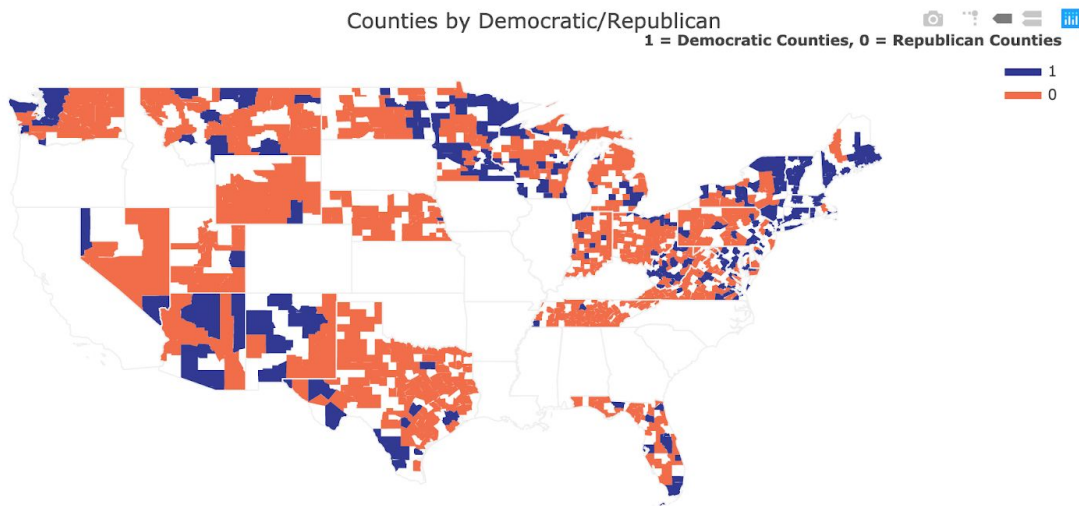 Counties by Democratic/Republican
1 = Democratic Counties, 0 = Republican Counties
1
0